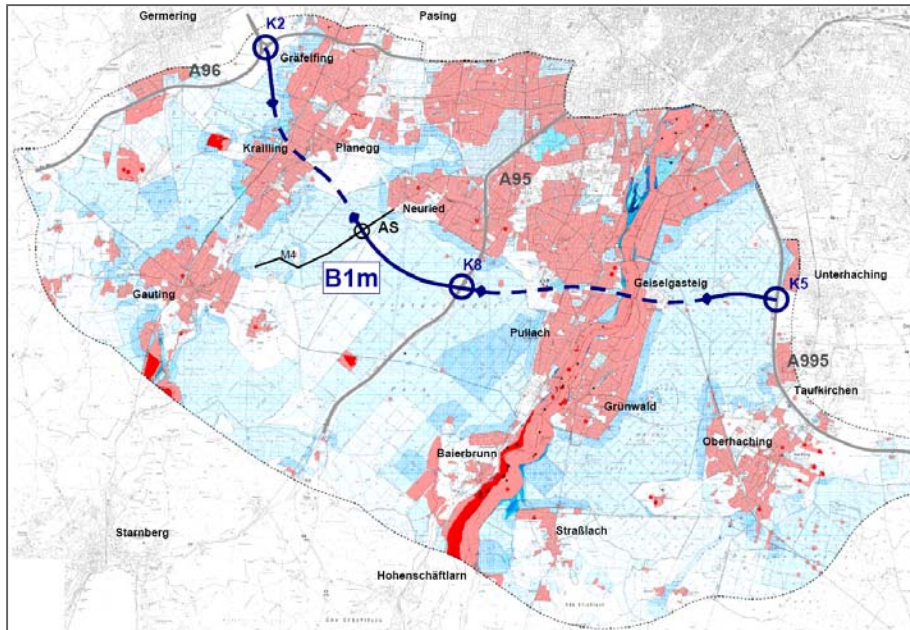 Germering
K2
Pasing
Gräfelfing
A96
Krailling
Planegg
A95
Neuried
AS
M4
K8
B1m
Gauting
Geiselgasteig
K5
Unterhaching
Pullach
A995
Taufkirchen
Grünwald
Oberhaching
Baierbrunn
Starnberg
Straßlach
Hohenschäftlarn